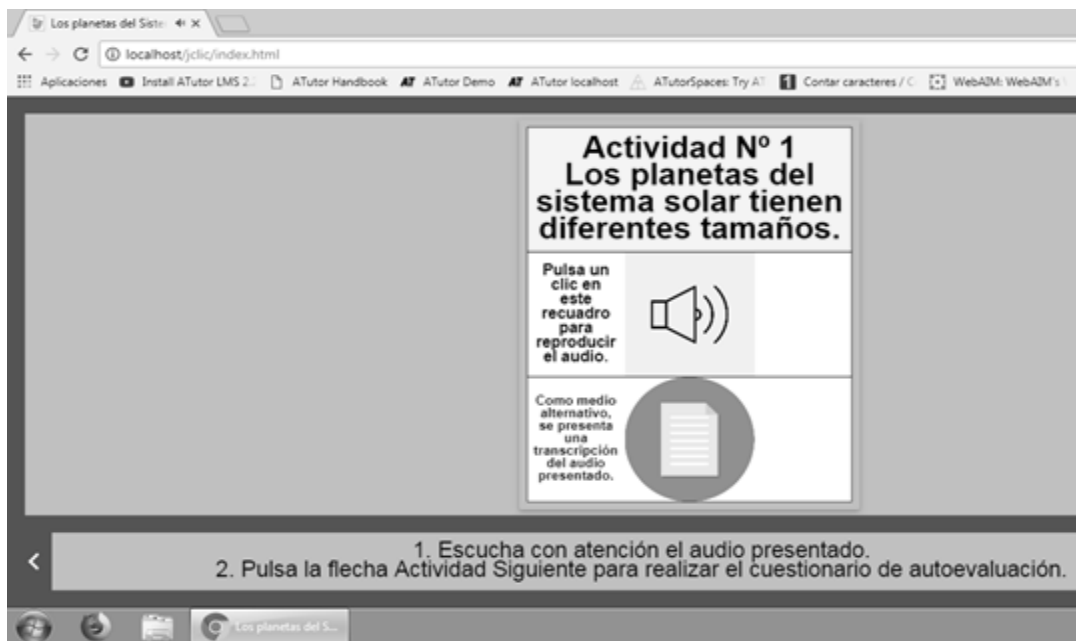 Los planetas del Siste
localhost/jclic/index.html
Aplicaciones Install ATutor LMS 2. ATutor Handbook AT ATutor Demo AT ATutor localhost ATutorSpaces: Try AT 1 Contar caracteres / C WebAIM: WebAIM's
Actividad Nº 1
Los planetas del
sistema solar tienen
diferentes tamaños.
Pulsa un
clic en
este
recuadro
para
reproducir
el audio.
Como medio
alternativo,
se presenta
una
transcripción
del audio
presentado.
1. Escucha con atención el audio presentado.
2. Pulsa la flecha Actividad Siguiente para realizar el cuestionario de autoevaluación.
Los planetas del S...